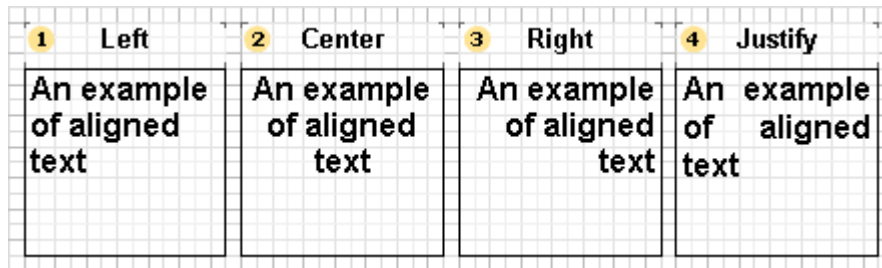 1 Left
An example
of aligned
text
2 Center
An example
of aligned
text
3 Right
An example
of aligned
text
4 Justify
An example
of aligned
text